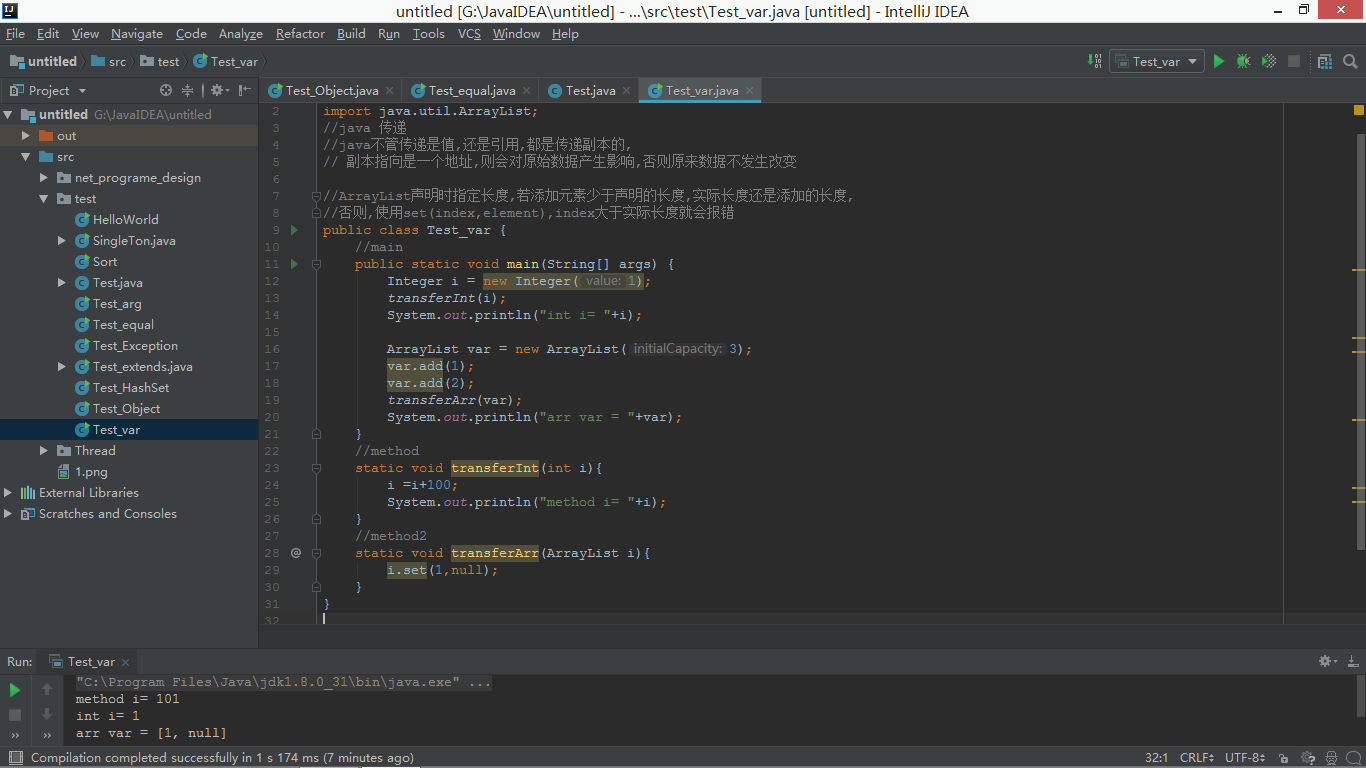 untitled [G:\JavaIDEA\untitled] - ...\src\test\Test_var.java [untitled] - IntelliJ IDEA
File Edit View Navigate Code Analyze Refactor Build Run Tools VCS Window Help
untitled src test Test_var
Test_var
Project
Test_Object.java Test_equal.java Test.java Test_var.java
untitled G:\JavaIDEA\untitled
out
src
net_programe_design
test
HelloWorld
SingleTon.java
Sort
Test.java
Test_arg
Test_equal
Test_Exception
Test_extends.java
Test_HashSet
Test_Object
Test_var
Thread
1.png
External Libraries
Scratches and Consoles
2 import java.util.ArrayList;
3 //java 传递
4 //java不管传递是值,还是引用,都是传递副本的,
5 // 副本指向是一个地址,则会对原始数据产生影响,否则原来数据不发生改变
6
7 //ArrayList声明时指定长度,若添加元素少于声明的长度,实际长度还是添加的长度,
8 //否则,使用set(index,element),index大于实际长度就会报错
9 public class Test_var {
10 //main
11 public static void main(String[] args) {
12 Integer i = new Integer( value: 1);
13 transferInt(i);
14 System.out.println("int i= "+i);
15
16 ArrayList var = new ArrayList( initialCapacity: 3);
17 var.add(1);
18 var.add(2);
19 transferArr(var);
20 System.out.println("arr var = "+var);
21 }
22 //method
23 static void transferInt(int i){
24 i =i+100;
25 System.out.println("method i= "+i);
26 }
27 //method2
28 @ static void transferArr(ArrayList i){
29 i.set(1,null);
30 }
31 }
32
Run: Test_var
"C:\Program Files\Java\jdk1.8.0_31\bin\java.exe" ...
method i= 101
int i= 1
arr var = [1, null]
Compilation completed successfully in 1 s 174 ms (7 minutes ago) 32:1 CRLF UTF-8